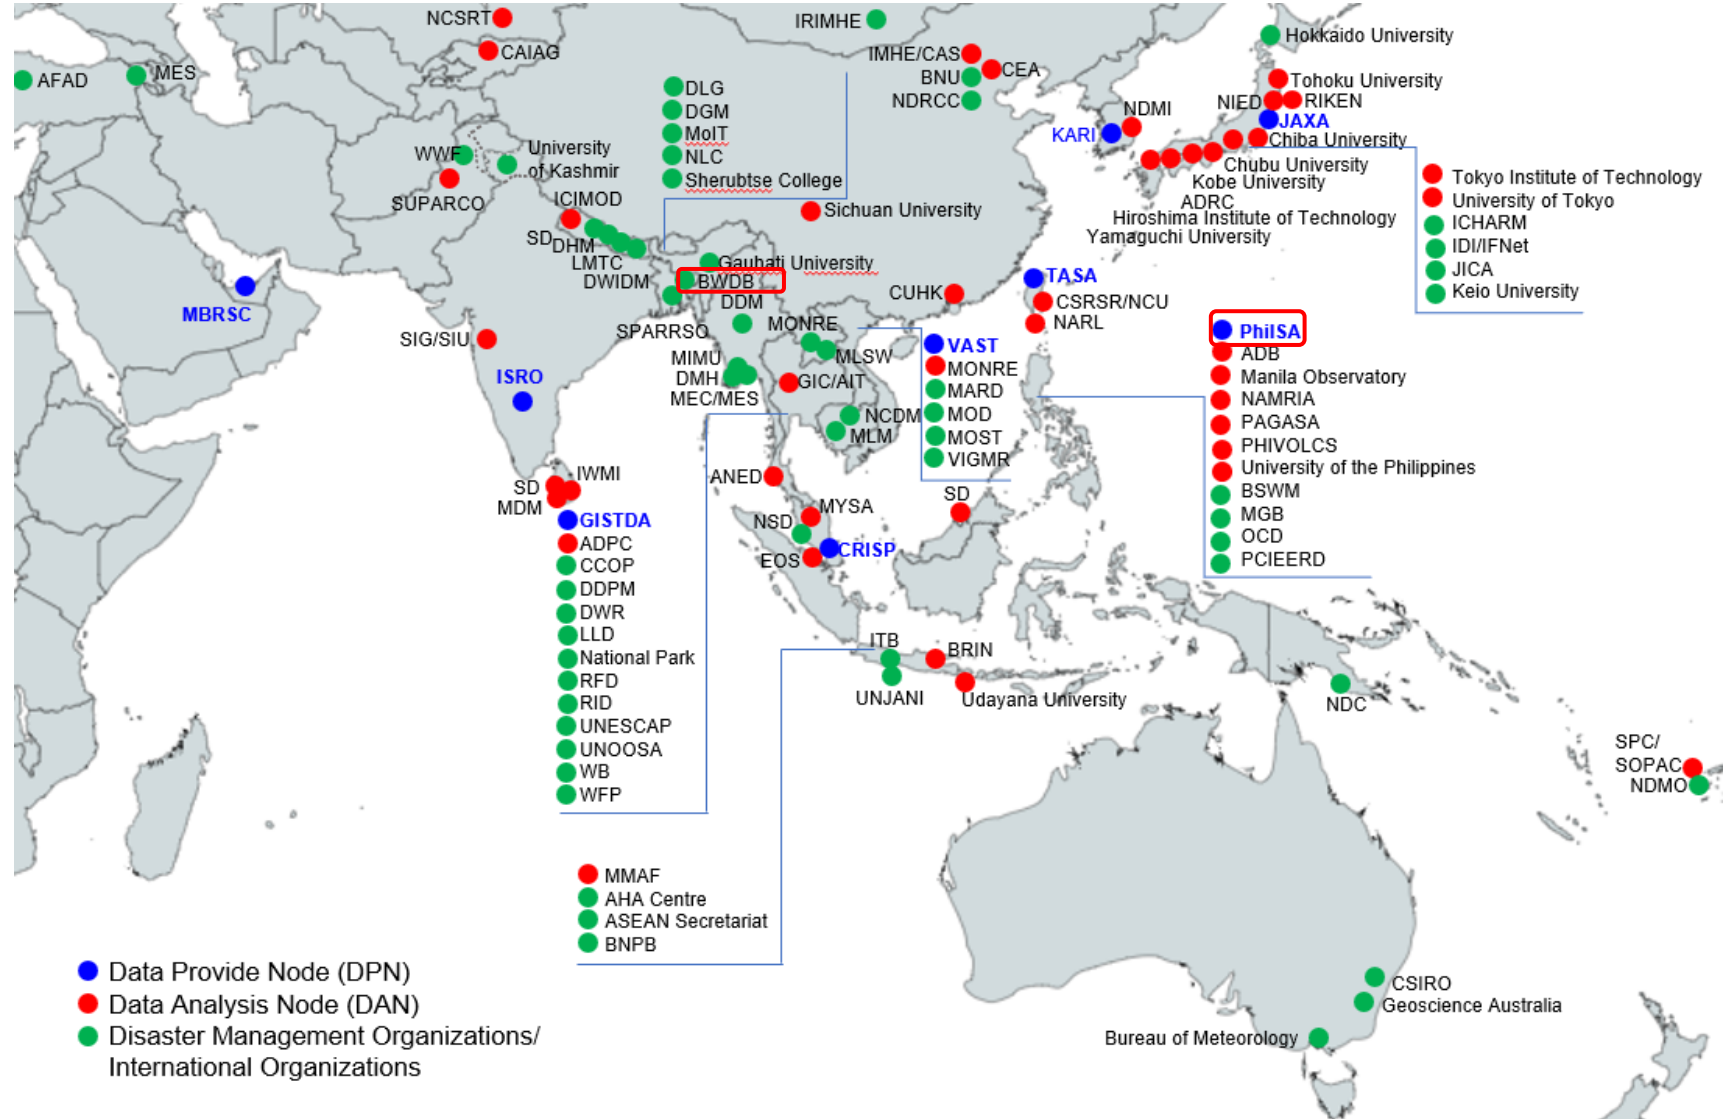 NCSRT
CAIAG
IRIMHE
AFAD
MES
IMHE/CAS
CEA
BNU
NDRCC
DLG
DGM
MoIT
NLC
Sherubtse College
WWF
University
of Kashmir
SUPARCO
ICIMOD
SD
DHM
LMTC
DWIDM
Sichuan University
Gauhati University
BWDB
DDM
SPARRSO
MBRSC
SIG/SIU
ISRO
Hokkaido University
Tohoku University
NIED
RIKEN
JAXA
NDMI
KARI
Chiba University
Chubu University
Kobe University
ADRC
Hiroshima Institute of Technology
Yamaguchi University
Tokyo Institute of Technology
University of Tokyo
ICHARM
IDI/IFNet
JICA
Keio University
TASA
CSRSR/NCU
NARL
CUHK
MONRE
MLSW
MIMU
DMH
MEC/MES
GIC/AIT
NCDM
MLM
VAST
MONRE
MARD
MOD
MOST
VIGMR
PhilSA
ADB
Manila Observatory
NAMRIA
PAGASA
PHIVOLCS
University of the Philippines
BSWM
MGB
OCD
PCIEERD
IWMI
SD
MDM
GISTDA
ADPC
CCOP
DDPM
DWR
LLD
National Park
RFD
RID
UNESCAP
UNOOSA
WB
WFP
ANED
MYSA
NSD
CRISP
EOS
SD
ITB
BRIN
UNJANI
Udayana University
NDC
SPC/
SOPAC
NDMO
MMAF
AHA Centre
ASEAN Secretariat
BNPB
CSIRO
Geoscience Australia
Bureau of Meteorology
Data Provide Node (DPN)
Data Analysis Node (DAN)
Disaster Management Organizations/
International Organizations